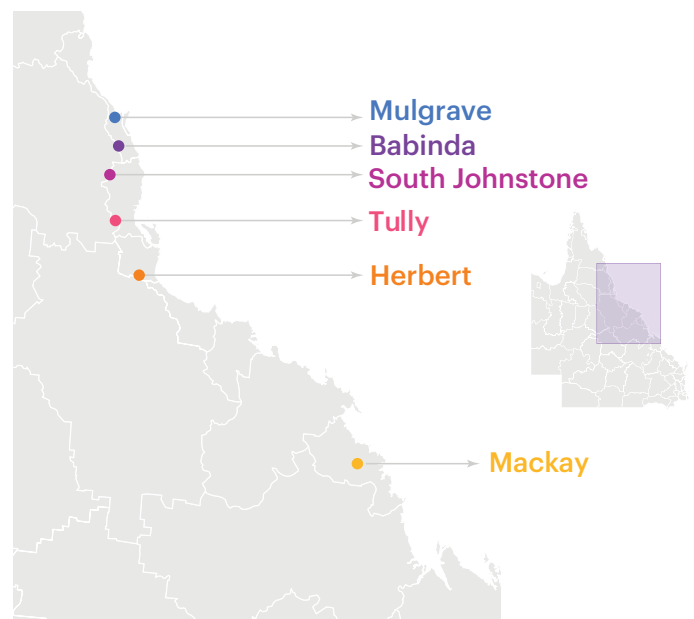 Mulgrave
Babinda
South Johnstone
Tully
Herbert
Mackay